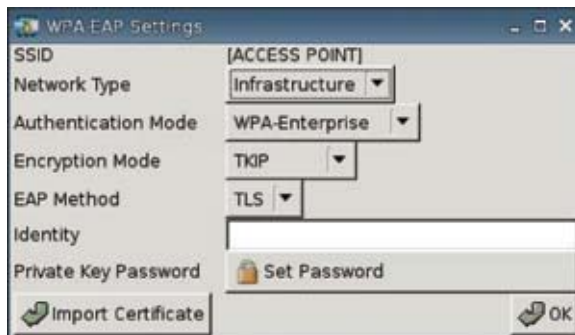 WPA-EAP Settings
SSID [ACCESS POINT]
Network Type Infrastructure
Authentication Mode WPA-Enterprise
Encryption Mode TKIP
EAP Method TLS
Identity
Private Key Password Set Password
Import Certificate OK